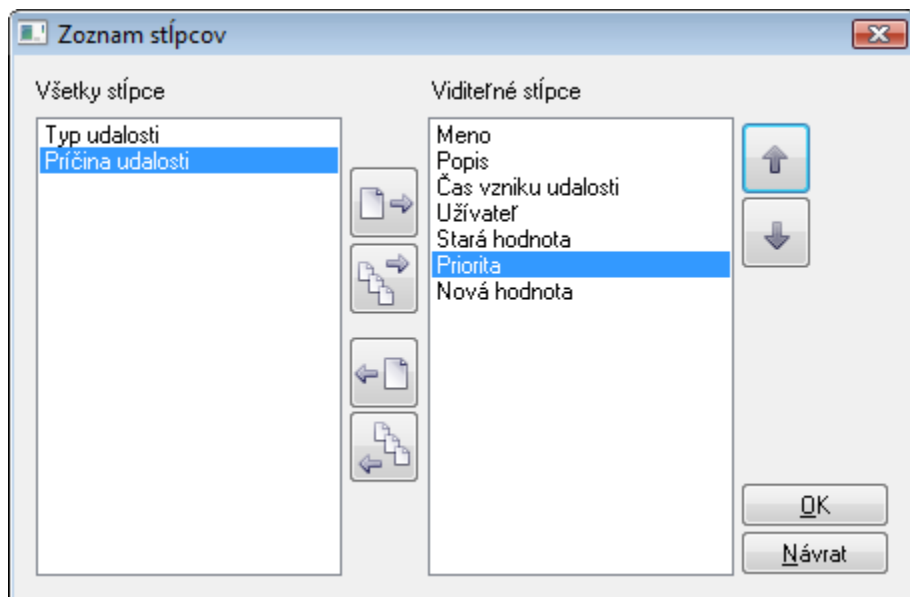 Zoznam stĺpcov
Všetky stĺpce
Typ udalosti
Príčina udalosti
Viditeľné stĺpce
Meno
Popis
Čas vzniku udalosti
Užívateľ
Stará hodnota
Priorita
Nová hodnota
OK
Návrat